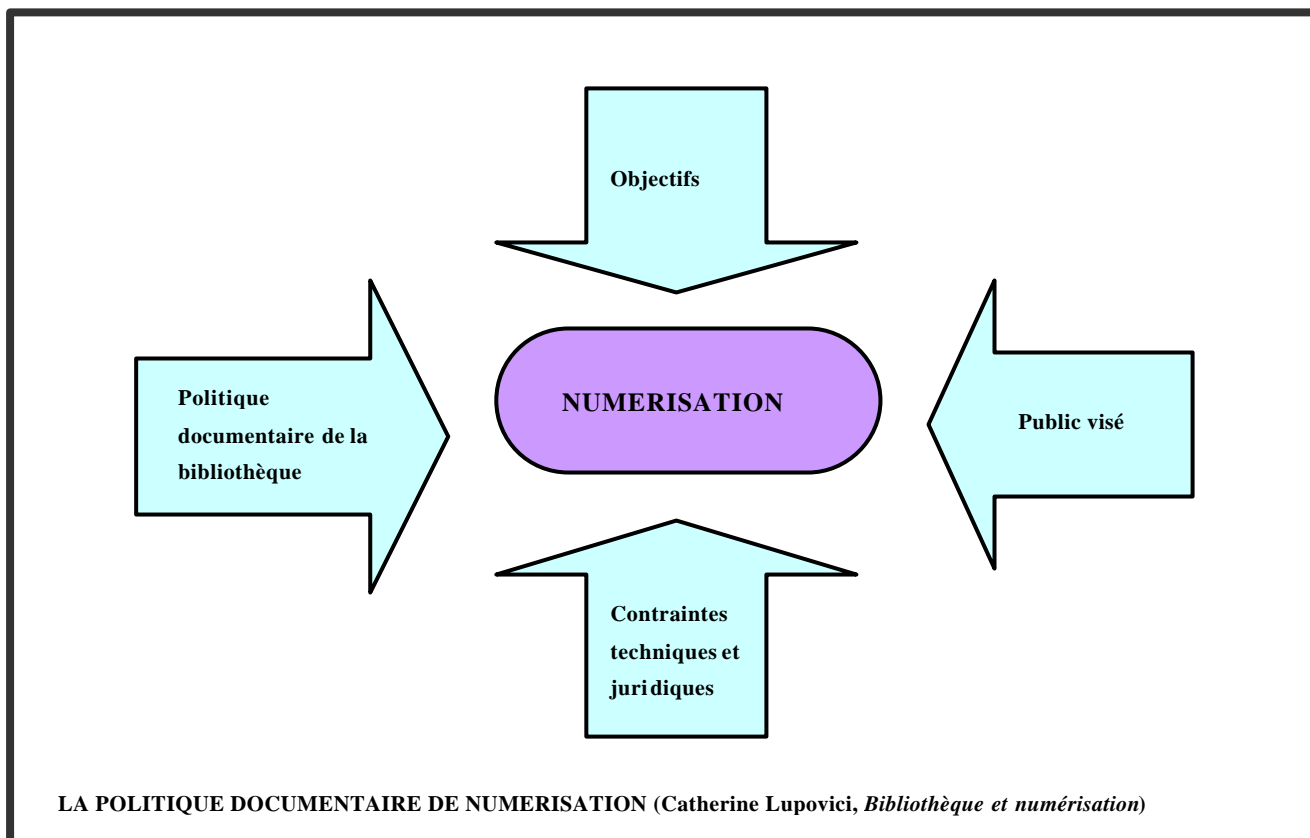 Objectifs
Politique
documentaire de la
bibliothèque
NUMERISATION
Public visé
Contraintes
techniques et
juridiques
LA POLITIQUE DOCUMENTAIRE DE NUMERISATION (Catherine Lupovici, Bibliothèque et numérisation)